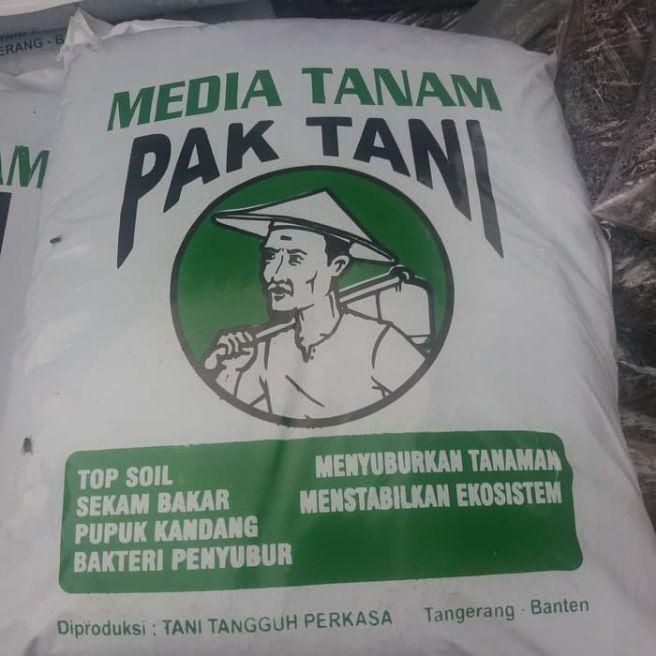 MEDIA TANAM
PAK TANI
TOP SOIL
SEKAM BAKAR
PUPUK KANDANG
BAKTERI PENYUBUR
MENYUBURKAN TANAMAN
MENSTABILKAN EKOSISTEM
Diproduksi : TANI TANGGUH PERKASA Tangerang - Banten